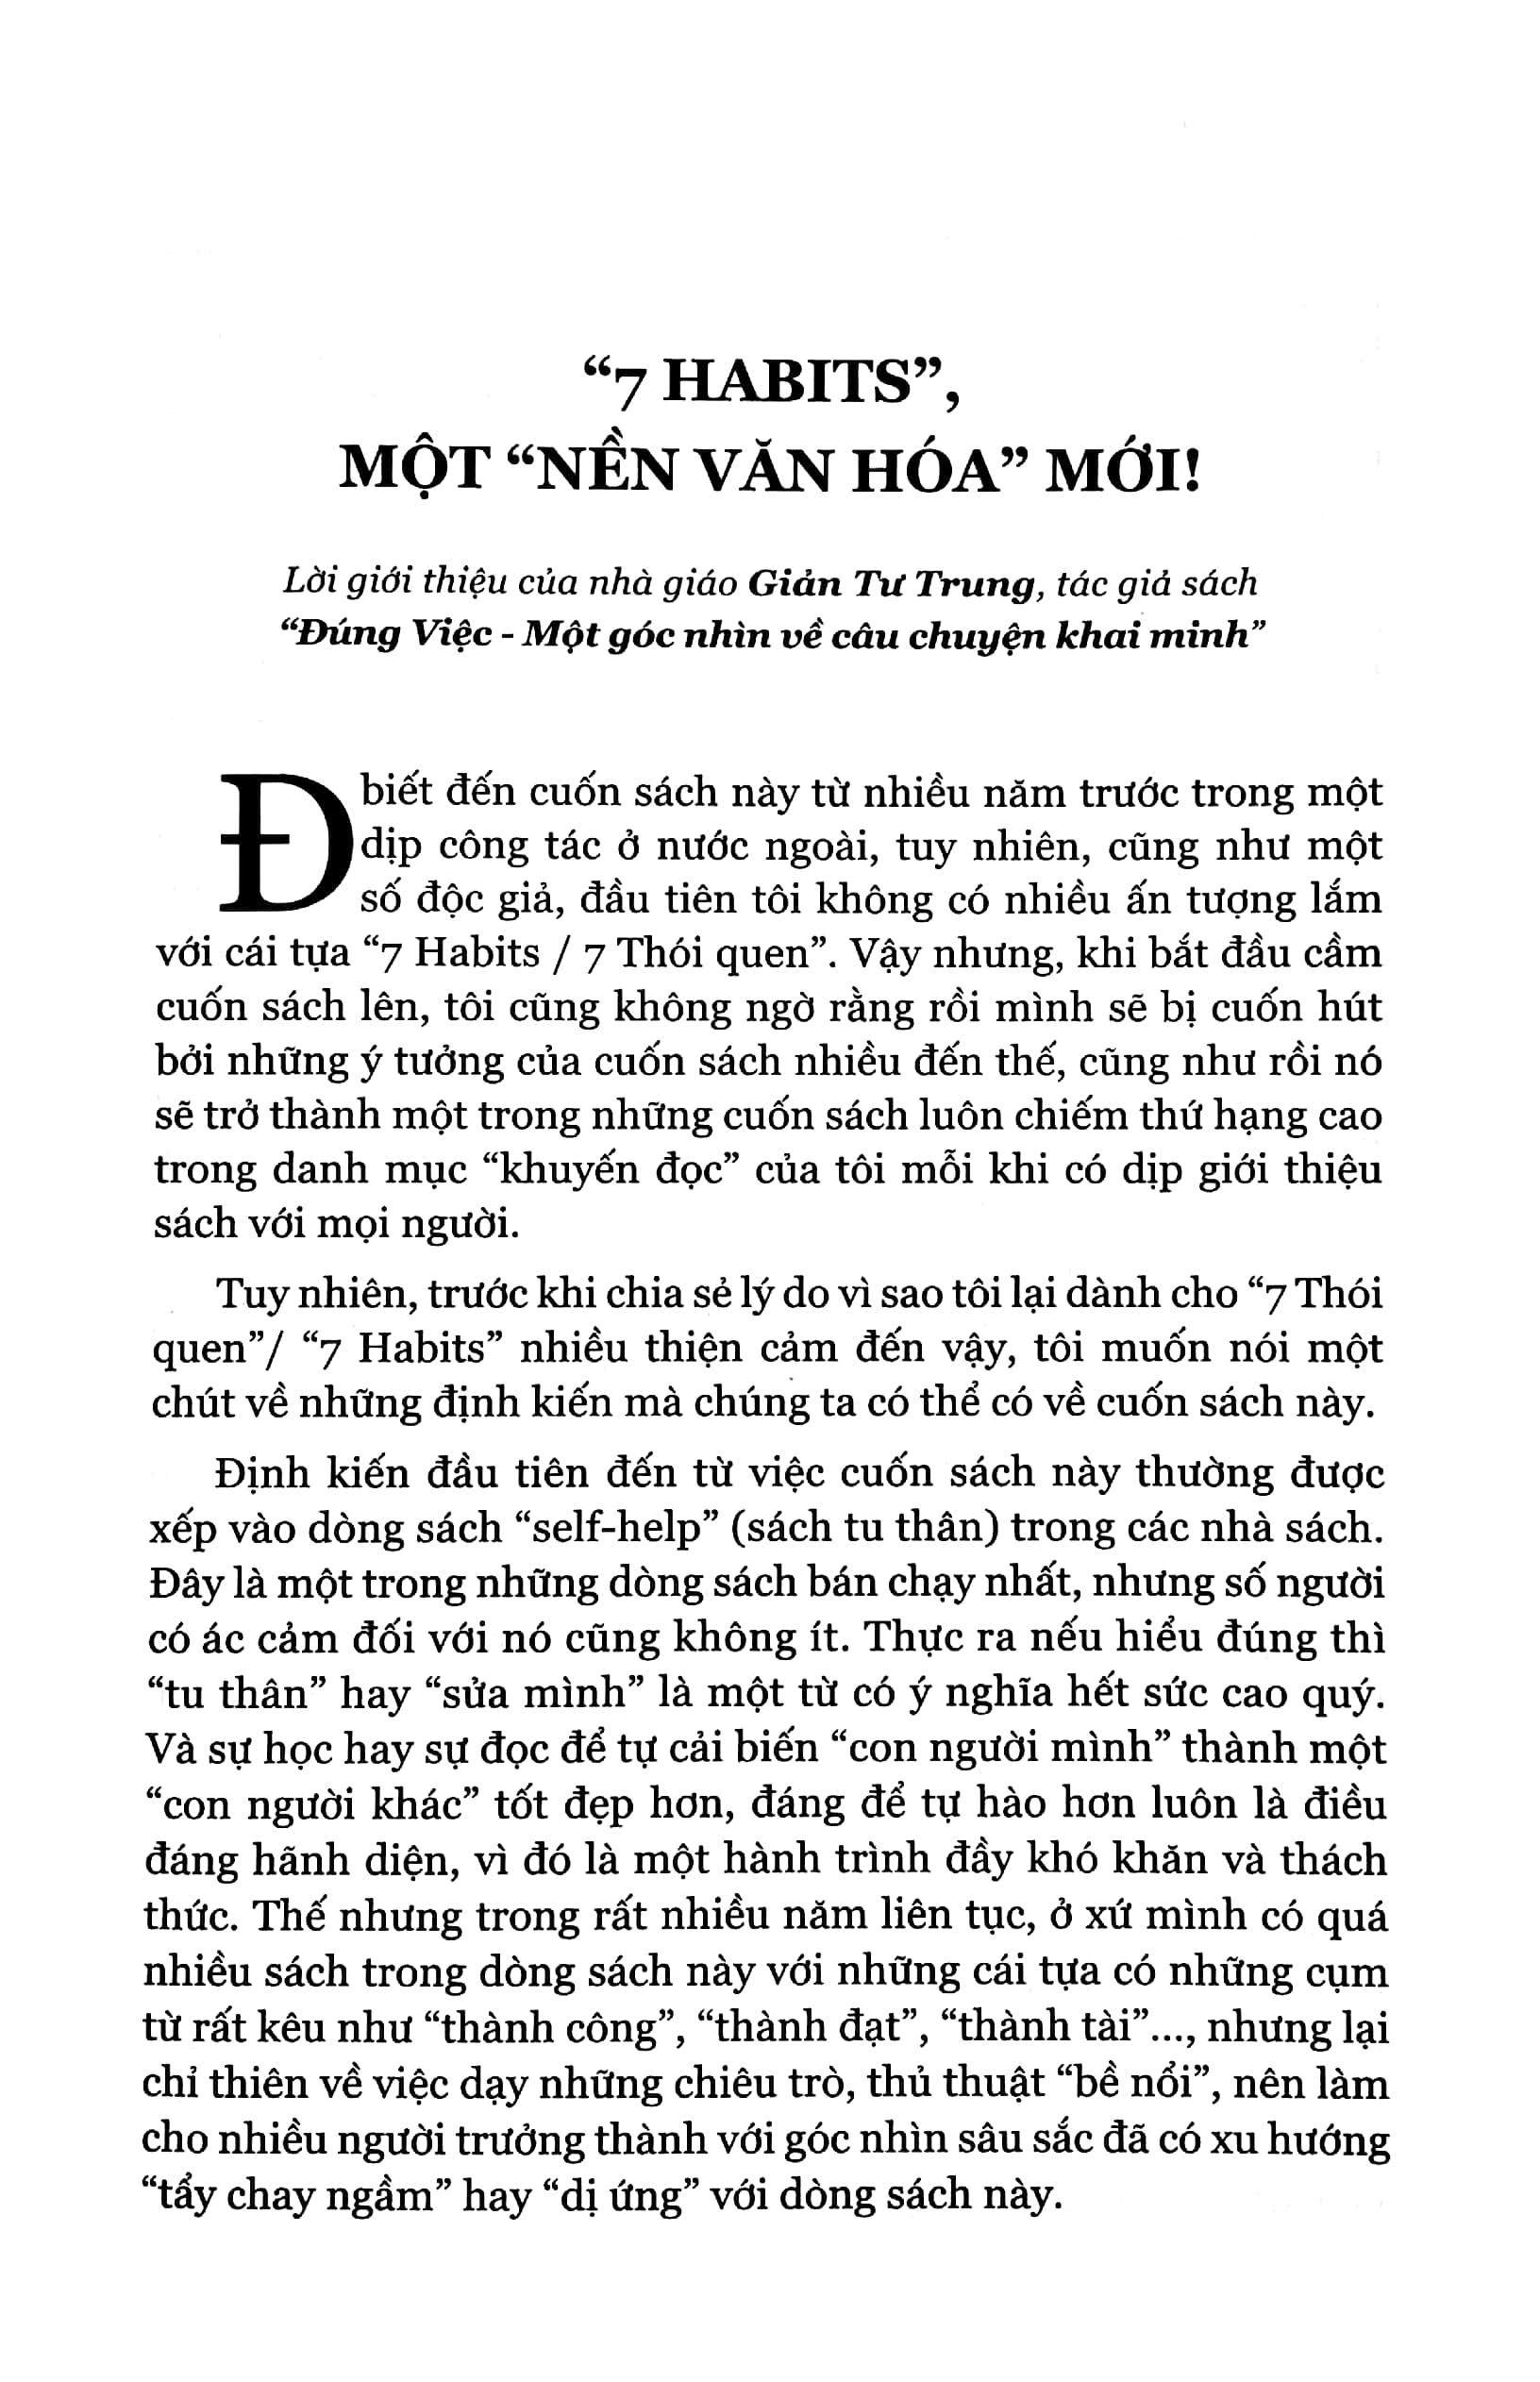 “7 HABITS”,
MỘT “NỀN VĂN HÓA” MỚI!
Lời giới thiệu của nhà giáo Giản Tư Trung, tác giả sách
“Đúng Việc - Một góc nhìn về câu chuyện khai minh”
Đ biết đến cuốn sách này từ nhiều năm trước trong một
dịp công tác ở nước ngoài, tuy nhiên, cũng như một
số độc giả, đầu tiên tôi không có nhiều ấn tượng lắm
với cái tựa “7 Habits / 7 Thói quen”. Vậy nhưng, khi bắt đầu cầm
cuốn sách lên, tôi cũng không ngờ rằng rồi mình sẽ bị cuốn hút
bởi những ý tưởng của cuốn sách nhiều đến thế, cũng như rồi nó
sẽ trở thành một trong những cuốn sách luôn chiếm thứ hạng cao
trong danh mục “khuyến đọc” của tôi mỗi khi có dịp giới thiệu
sách với mọi người.
Tuy nhiên, trước khi chia sẻ lý do vì sao tôi lại dành cho “7 Thói
quen”/ “7 Habits” nhiều thiện cảm đến vậy, tôi muốn nói một
chút về những định kiến mà chúng ta có thể có về cuốn sách này.
Định kiến đầu tiên đến từ việc cuốn sách này thường được
xếp vào dòng sách “self-help” (sách tu thân) trong các nhà sách.
Đây là một trong những dòng sách bán chạy nhất, nhưng số người
có ác cảm đối với nó cũng không ít. Thực ra nếu hiểu đúng thì
“tu thân” hay “sửa mình” là một từ có ý nghĩa hết sức cao quý.
Và sự học hay sự đọc để tự cải biến “con người mình” thành một
“con người khác” tốt đẹp hơn, đáng để tự hào hơn luôn là điều
đáng hãnh diện, vì đó là một hành trình đầy khó khăn và thách
thức. Thế nhưng trong rất nhiều năm liên tục, ở xứ mình có quá
nhiều sách trong dòng sách này với những cái tựa có những cụm
từ rất kêu như “thành công”, “thành đạt”, “thành tài”..., nhưng lại
chỉ thiên về việc dạy những chiêu trò, thủ thuật “bề nổi”, nên làm
cho nhiều người trưởng thành với góc nhìn sâu sắc đã có xu hướng
“tẩy chay ngầm” hay “dị ứng” với dòng sách này.